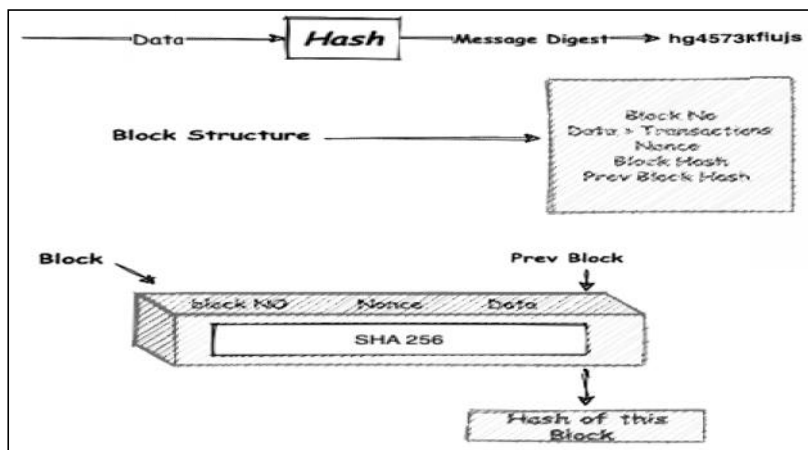 Data Hash Message Digest hg4573kfiujs
Block No
Data > Transactions
Block Structure
Nonce
Block Hash
Prev Block Hash
Block
Prev Block
block NO Nonce Data
SHA 256
Hash of this
Block